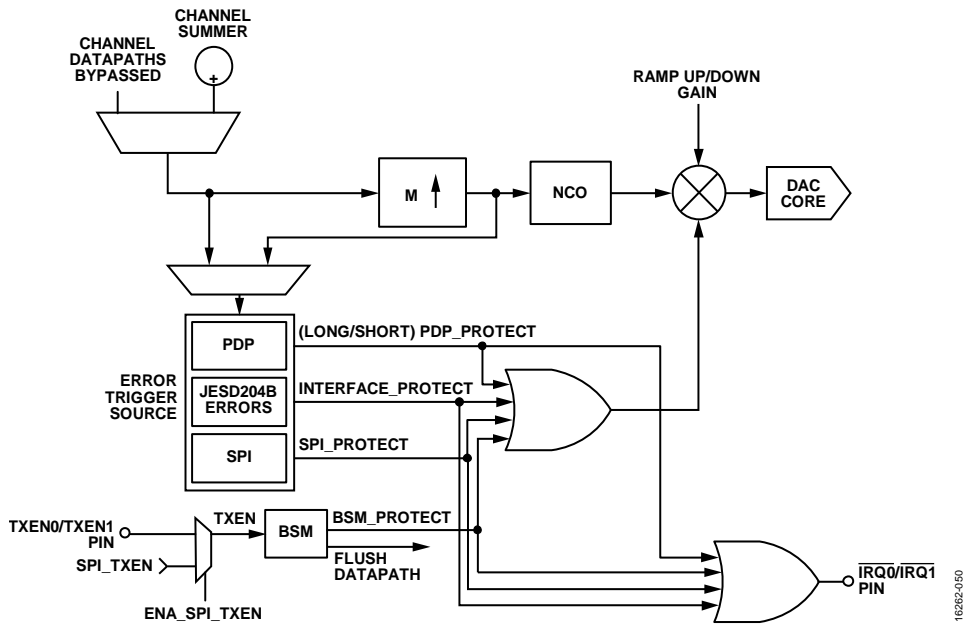 CHANNEL
SUMMER
CHANNEL
DATAPATHS
BYPASSED
+
RAMP UP/DOWN
GAIN
M
NCO
DAC
CORE
PDP
(LONG/SHORT) PDP_PROTECT
ERROR
TRIGGER
SOURCE
JESD204B
ERRORS
INTERFACE_PROTECT
SPI
SPI_PROTECT
TXEN0/TXEN1
PIN
TXEN
BSM
BSM_PROTECT
SPI_TXEN
FLUSH
DATAPATH
ENA_SPI_TXEN
IRQ0/IRQ1
PIN
16262-050